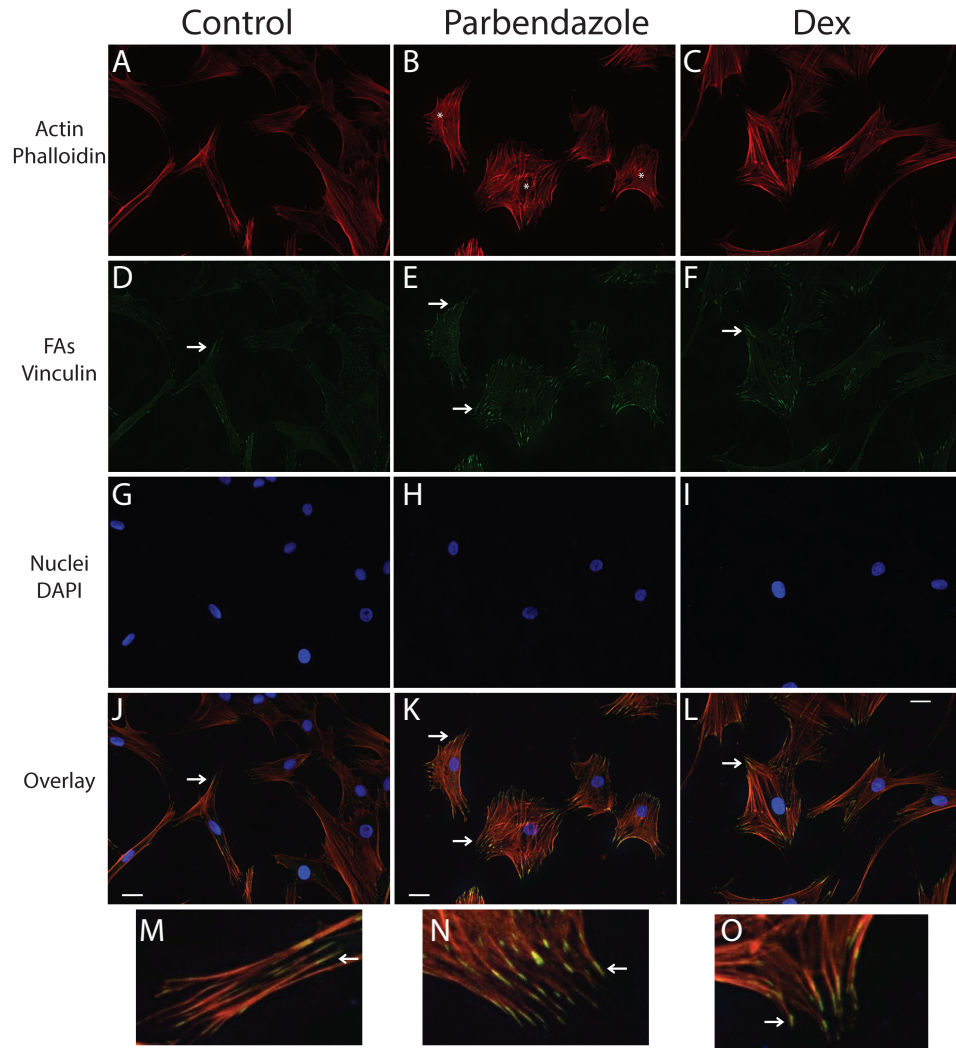 Control Parbendazole Dex
A B C
Actin
Phalloidin
* * *
D E F
FAs
Vinculin
G H I
Nuclei
DAPI
J K L
Overlay
M N O